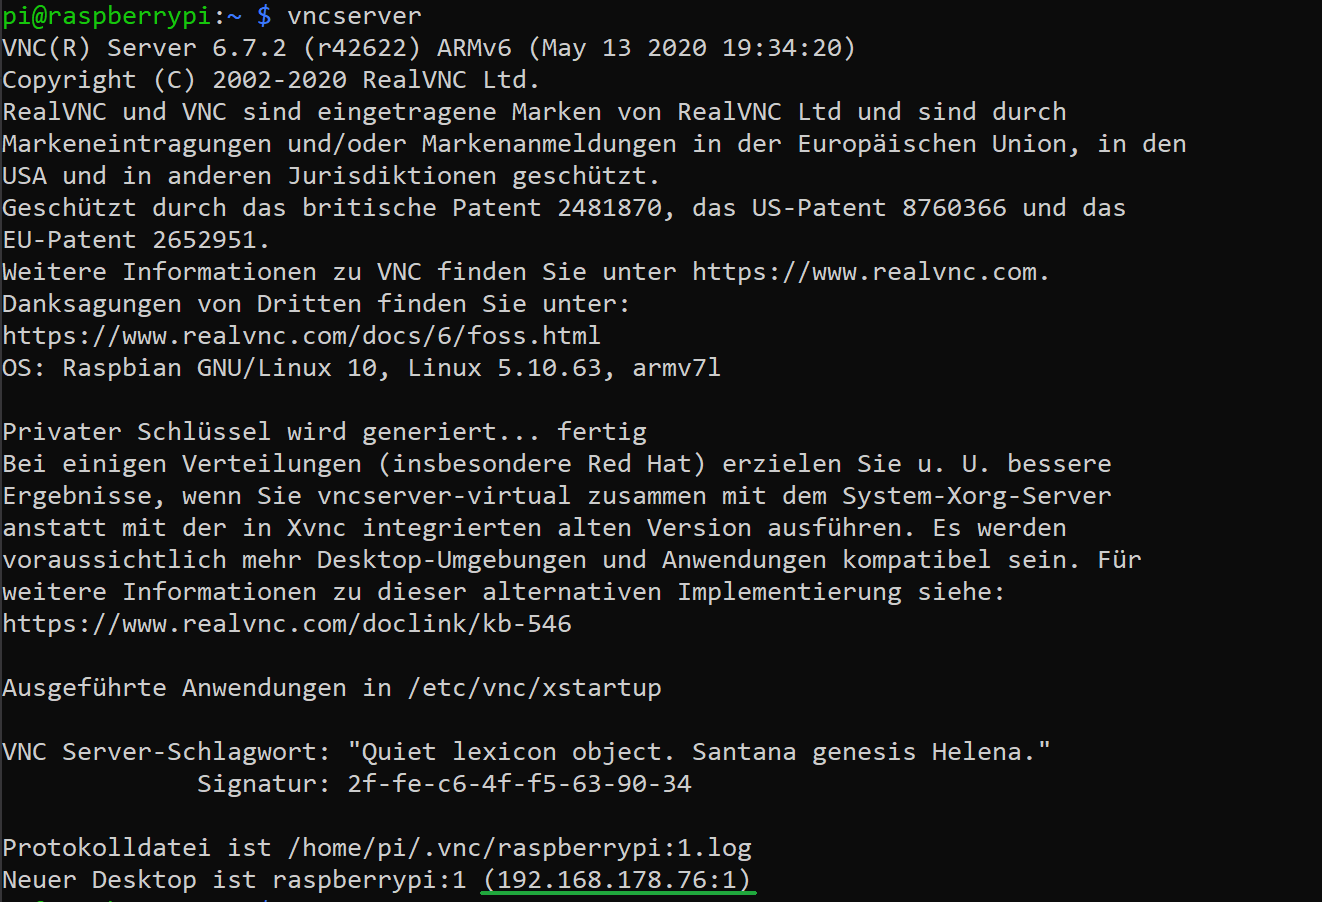 pi@raspberrypi:~ $ vncserver
VNC(R) Server 6.7.2 (r42622) ARMv6 (May 13 2020 19:34:20)
Copyright (C) 2002-2020 RealVNC Ltd.
RealVNC und VNC sind eingetragene Marken von RealVNC Ltd und sind durch
Markeneintragungen und/oder Markenanmeldungen in der Europäischen Union, in den
USA und in anderen Jurisdiktionen geschützt.
Geschützt durch das britische Patent 2481870, das US-Patent 8760366 und das
EU-Patent 2652951.
Weitere Informationen zu VNC finden Sie unter https://www.realvnc.com.
Danksagungen von Dritten finden Sie unter:
https://www.realvnc.com/docs/6/foss.html
OS: Raspbian GNU/Linux 10, Linux 5.10.63, armv7l

Privater Schlüssel wird generiert... fertig
Bei einigen Verteilungen (insbesondere Red Hat) erzielen Sie u. U. bessere
Ergebnisse, wenn Sie vncserver-virtual zusammen mit dem System-Xorg-Server
anstatt mit der in Xvnc integrierten alten Version ausführen. Es werden
voraussichtlich mehr Desktop-Umgebungen und Anwendungen kompatibel sein. Für
weitere Informationen zu dieser alternativen Implementierung siehe:
https://www.realvnc.com/doclink/kb-546

Ausgeführte Anwendungen in /etc/vnc/xstartup

VNC Server-Schlagwort: "Quiet lexicon object. Santana genesis Helena."
Signatur: 2f-fe-c6-4f-f5-63-90-34

Protokolldatei ist /home/pi/.vnc/raspberrypi:1.log
Neuer Desktop ist raspberrypi:1 (192.168.178.76:1)